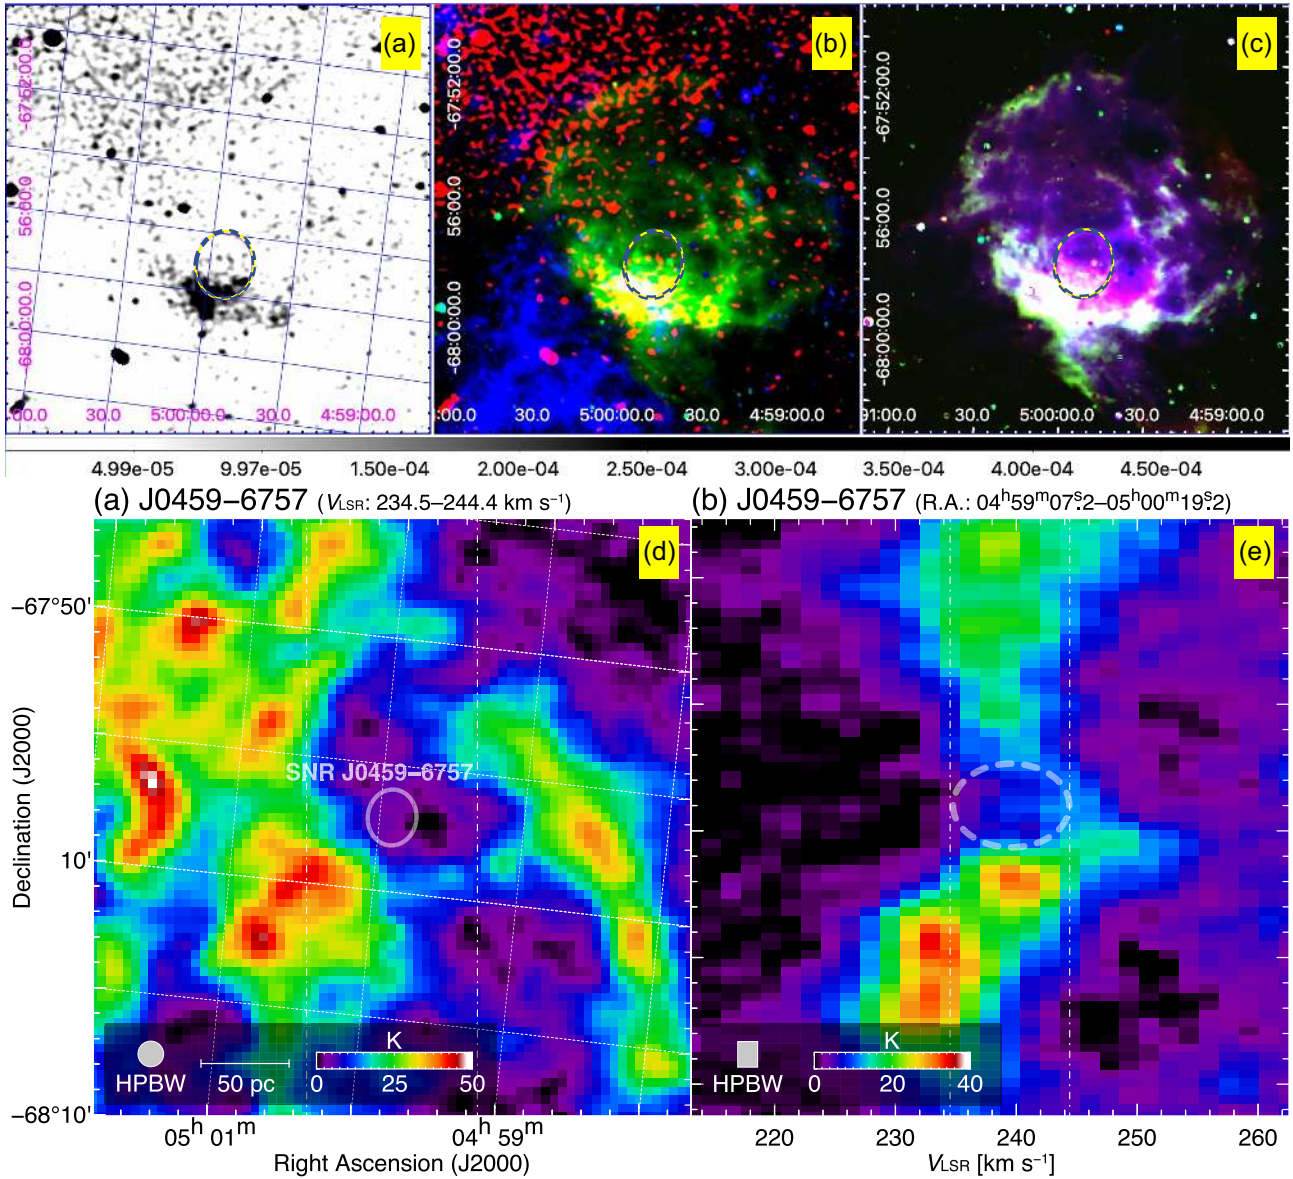 (a)
(b)
(c)
-67:52:00.0
56:00.0
-68:00:00.0
:00.0 30.0 5:00:00.0 30.0 4:59:00.0
-67:52:00.0
56:00.0
-68:00:00.0
:00.0 30.0 5:00:00.0 30.0 4:59:00.0
-67:52:00.0
56:00.0
-68:00:00.0
01:00.0 30.0 5:00:00.0 30.0 4:59:00.0
4.99e-05 9.97e-05 1.50e-04 2.00e-04 2.50e-04 3.00e-04 3.50e-04 4.00e-04 4.50e-04
(a) J0459−6757 (VLSR: 234.5–244.4 km s−1)
(b) J0459−6757 (R.A.: 04h59m07s.2–05h00m19s.2)
(d)
(e)
−67°50'
10'
−68°10'
Declination (J2000)
SNR J0459−6757
HPBW
50 pc
K
0 25 50
05h 01m 04h 59m
Right Ascension (J2000)
HPBW
K
0 20 40
220 230 240 250 260
VLSR [km s−1]